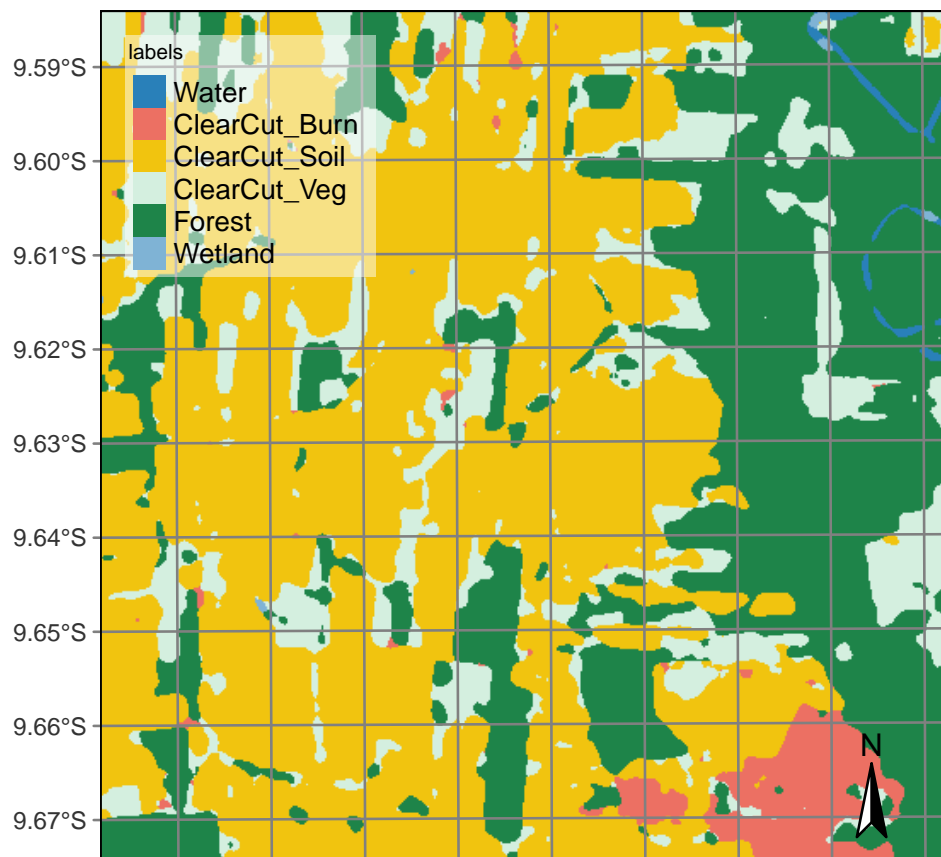 labels
Water
ClearCut_Burn
ClearCut_Soil
ClearCut_Veg
Forest
Wetland
9.59°S
9.60°S
9.61°S
9.62°S
9.63°S
9.64°S
9.65°S
9.66°S
9.67°S
N